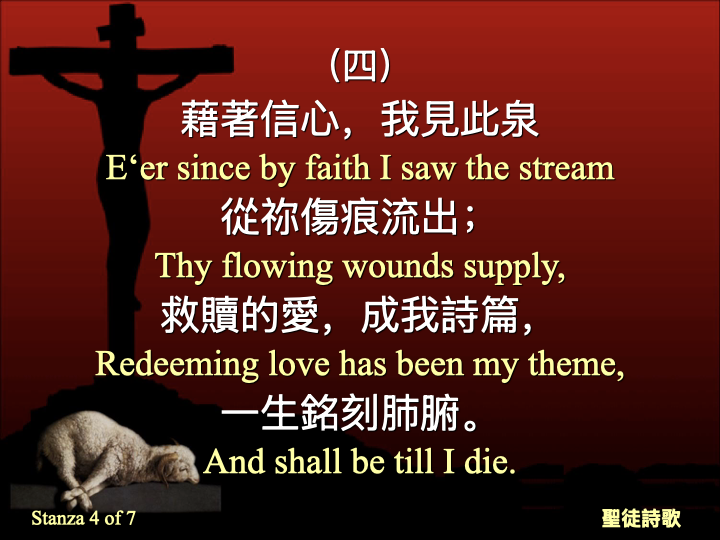 （四）
藉著信心，我見此泉
E‘er since by faith I saw the stream
從祢傷痕流出；
Thy flowing wounds supply,
救贖的愛，成我詩篇，
Redeeming love has been my theme,
一生銘刻肺腑。
And shall be till I die.
Stanza 4 of 7
聖徒詩歌